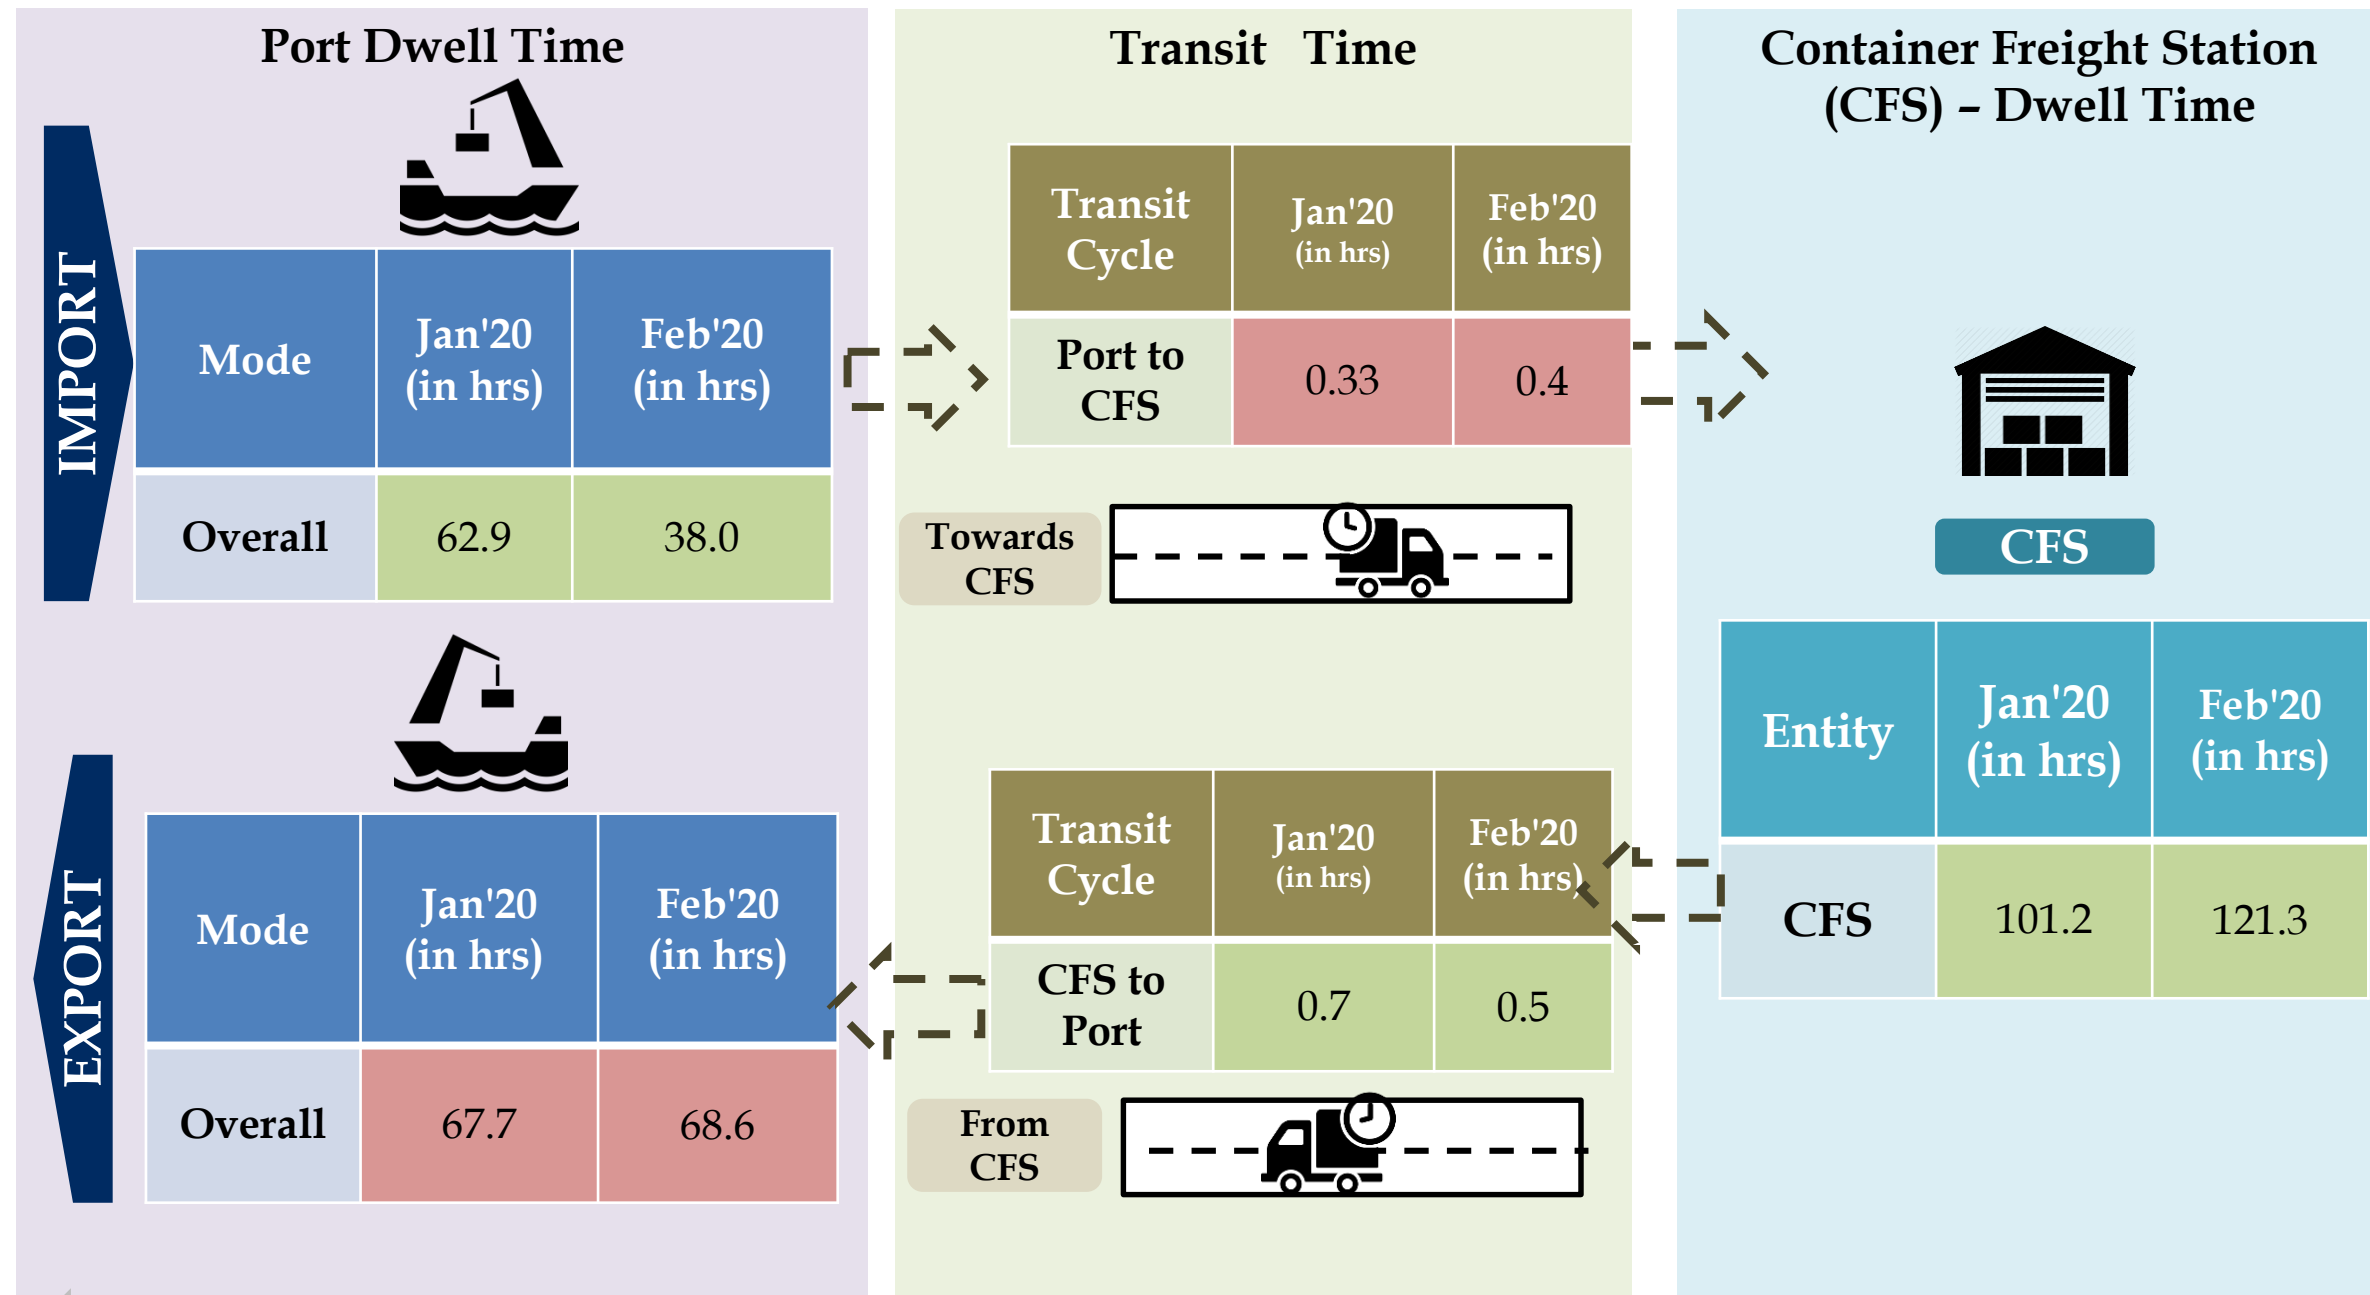 Port Dwell Time
IMPORT
Mode
Jan'20
(in hrs)
Feb'20
(in hrs)
Overall
62.9
38.0
EXPORT
Mode
Jan'20
(in hrs)
Feb'20
(in hrs)
Overall
67.7
68.6
Transit Time
Transit
Cycle
Jan'20
(in hrs)
Feb'20
(in hrs)
Port to
CFS
0.33
0.4
Towards
CFS
Transit
Cycle
Jan'20
(in hrs)
Feb'20
(in hrs)
CFS to
Port
0.7
0.5
From
CFS
Container Freight Station
(CFS) – Dwell Time
CFS
Entity
Jan'20
(in hrs)
Feb'20
(in hrs)
CFS
101.2
121.3